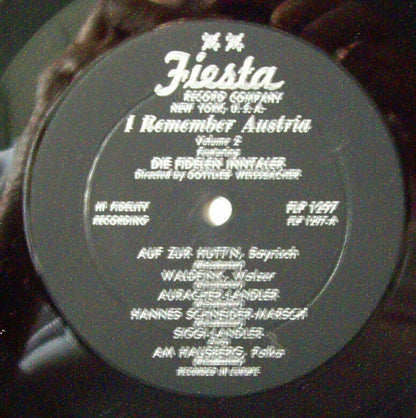 Fiesta
RECORD COMPANY
NEW YORK, U. S. A.
I Remember Austria
Volume 2
Featuring
DIE FIDELEN INNTALER
Directed by GOTTLIEB WEISSBACHER
HI FIDELITY
RECORDING
FLP 1297
FLP 1297-A
AUF ZUR HUTT'N, Bayrisch
WALDFINK, Walzer
AURACHER-LANDLER
HANNES SCHNEIDER-MARSCH
SIGGI-LANDLER
AM HAUSBERG, Polka
RECORDED IN EUROPE